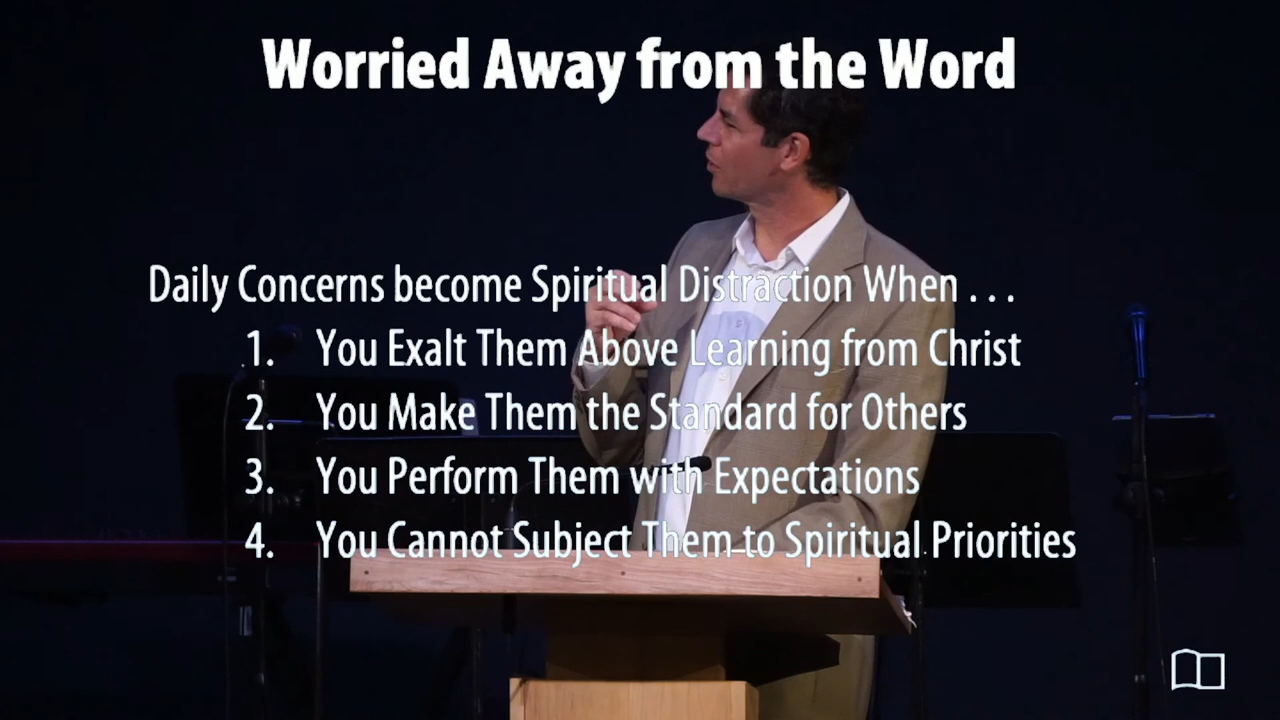 Worried Away from the Word
Daily Concerns become Spiritual Distraction When . . .
1. You Exalt Them Above Learning from Christ
2. You Make Them the Standard for Others
3. You Perform Them with Expectations
4. You Cannot Subject Them to Spiritual Priorities